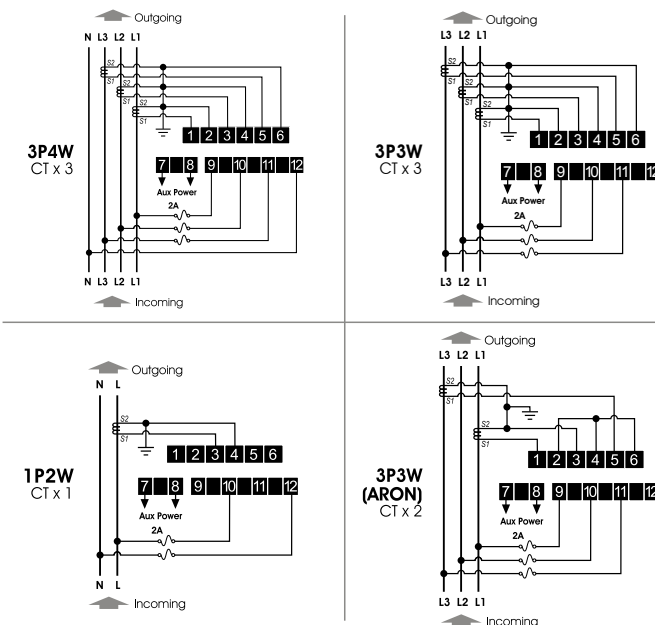 Outgoing
N L3 L2 L1
S2
S1
S2
S1
S2
S1
1 2 3 4 5 6
3P4W
CT x 3
7 8 9 10 11 12
Aux Power
2A
N L3 L2 L1
Incoming
Outgoing
L3 L2 L1
S2
S1
S2
S1
S2
S1
1 2 3 4 5 6
3P3W
CT x 3
7 8 9 10 11 12
Aux Power
2A
L3 L2 L1
Incoming
Outgoing
N L
S2
S1
1 2 3 4 5 6
1P2W
CT x 1
7 8 9 10 11 12
Aux Power
2A
N L
Incoming
Outgoing
L3 L2 L1
S2
S1
S2
S1
1 2 3 4 5 6
3P3W
(ARON)
CT x 2
7 8 9 10 11 12
Aux Power
2A
L3 L2 L1
Incoming